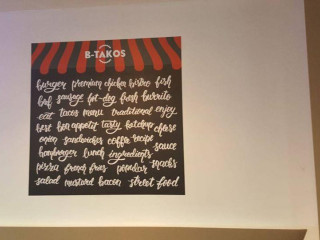 B-TAKOS
burger premium chicken bistro fish
beef sausage hot-dog fresh burrito
eat tacos menu traditional enjoy
best bon appetit tasty ketchup cheese
onion sandwiches coffee recipe sauce
hamburger lunch ingredients
pizza french fries popular snacks
salad mustard bacon street food